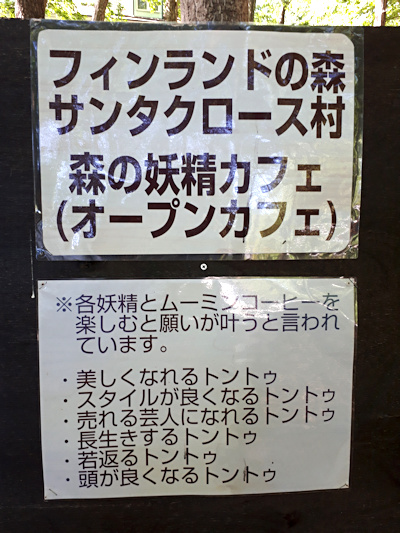 フィンランドの森
サンタクロース村
森の妖精カフェ
(オープンカフェ)
※各妖精とムーミンコーヒーを
楽しむと願いが叶うと言われ
ています。
・美しくなれるトントゥ
・スタイルが良くなるトントゥ
・売れる芸人になれるトントゥ
・長生きするトントゥ
・若返るトントゥ
・頭が良くなるトントゥ